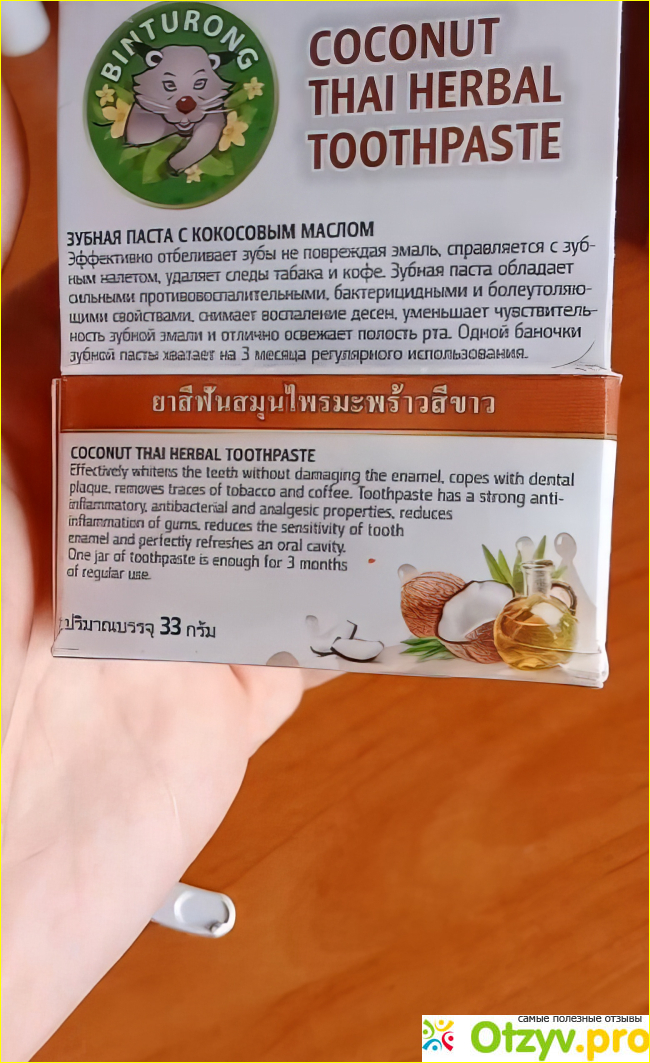 BINTURONG
COCONUT
THAI HERBAL
TOOTHPASTE
ЗУБНАЯ ПАСТА С КОКОСОВЫМ МАСЛОМ
Эффективно отбеливает зубы не повреждая эмаль, справляется с зуб-
ным налетом, удаляет следы табака и кофе. Зубная паста обладает
сильными противовоспалительными, бактерицидными и болеутоляю-
щими свойствами, снимает воспаление десен, уменьшает чувствитель-
ность зубной эмали и отлично освежает полость рта. Одной баночки
зубной пасты хватает на 3 месяца регулярного использования.
ยาสีฟันสมุนไพรมะพร้าวสีขาว
COCONUT THAI HERBAL TOOTHPASTE
Effectively whitens the teeth without damaging the enamel, copes with dental
plaque, removes traces of tobacco and coffee. Toothpaste has a strong anti-
inflammatory, antibacterial and analgesic properties, reduces
inflammation of gums, reduces the sensitivity of tooth
enamel and perfectly refreshes an oral cavity.
One jar of toothpaste is enough for 3 months
of regular use.
ปริมาณบรรจุ 33 กรัม
самые полезные отзывы
Otzyv.pro